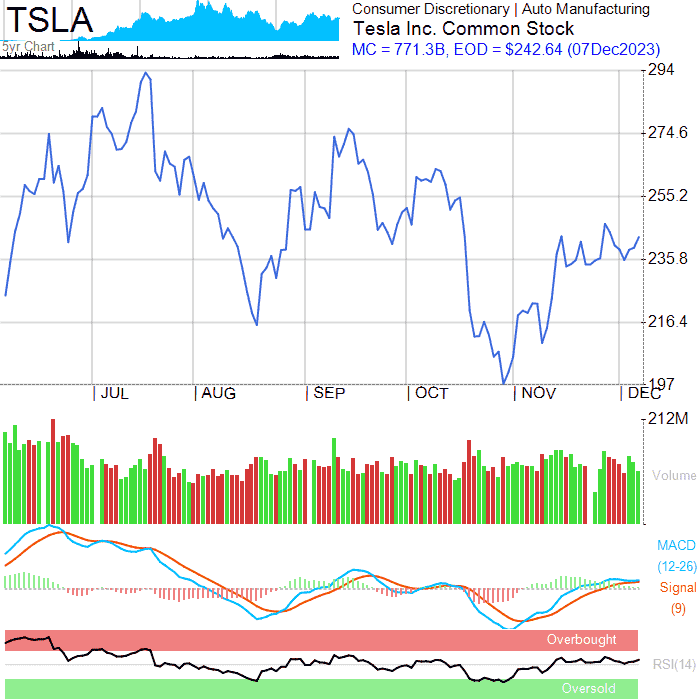 TSLA
5yr Chart
Consumer Discretionary | Auto Manufacturing
Tesla Inc. Common Stock
MC = 771.3B, EOD = $242.64 (07Dec2023)
294
274.6
255.2
235.8
216.4
197
JUL AUG SEP OCT NOV DEC
212M
Volume
MACD
(12-26)
Signal
(9)
Overbought
RSI(14)
Oversold